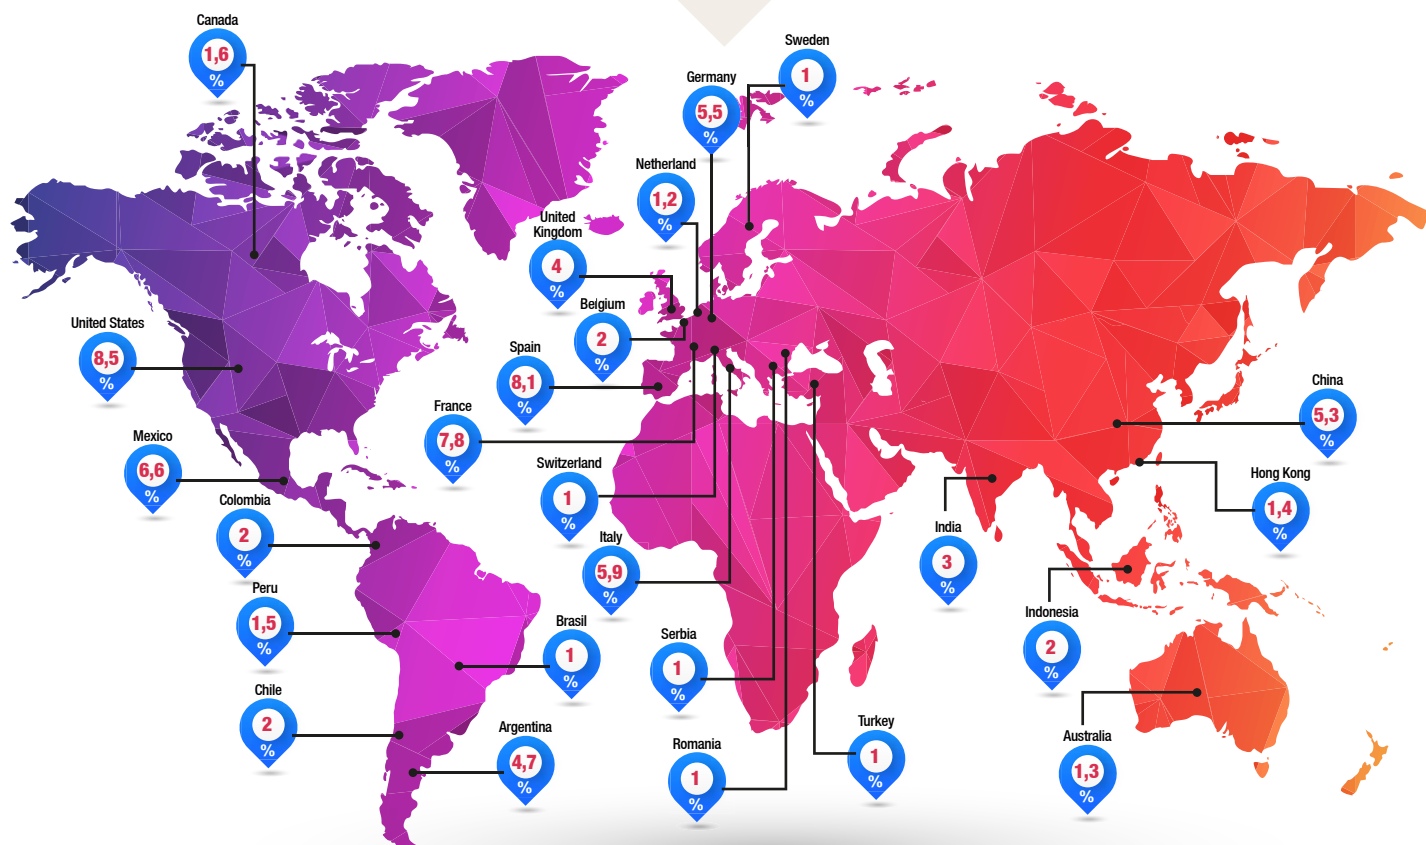 Canada
1,6
%
Sweden
1
%
Germany
5,5
%
Netherland
1,2
%
United
Kingdom
4
%
Belgium
2
%
United States
8,5
%
Spain
8,1
%
France
7,8
%
China
5,3
%
Mexico
6,6
%
Switzerland
1
%
Hong Kong
1,4
%
Colombia
2
%
India
3
%
Italy
5,9
%
Peru
1,5
%
Brasil
1
%
Serbia
1
%
Indonesia
2
%
Chile
2
%
Argentina
4,7
%
Turkey
1
%
Romania
1
%
Australia
1,3
%